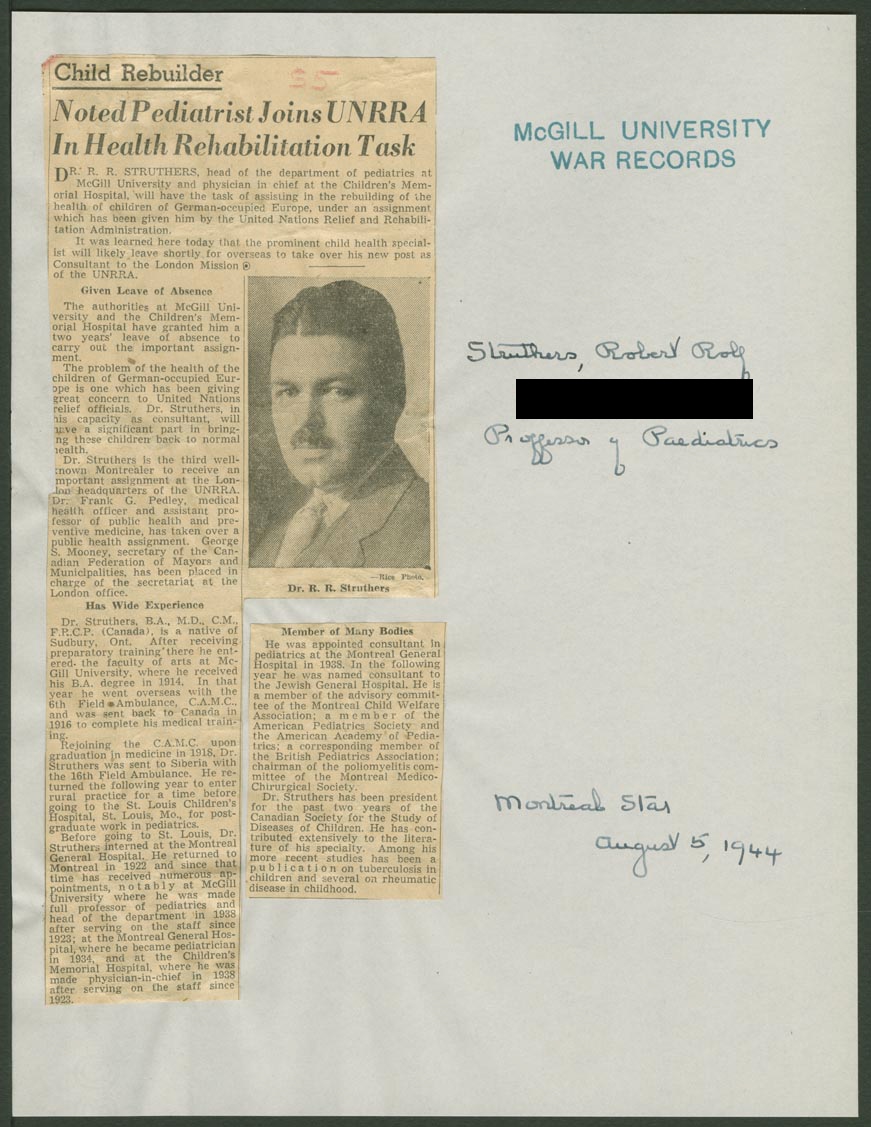 Child Rebuilder
Noted Pediatrist Joins UNRRA
In Health Rehabilitation Task
DR. R. R. STRUTHERS, head of the department of pediatrics at
McGill University and physician in chief at the Children's Mem-
orial Hospital, will have the task of assisting in the rebuilding of the
health of children of German-occupied Europe, under an assignment
which has been given him by the United Nations Relief and Rehabili-
tation Administration.
It was learned here today that the prominent child health special-
ist will likely leave shortly for overseas to take over his new post as
Consultant to the London Mission
of the UNRRA.
Given Leave of Absence
The authorities at McGill Uni-
versity and the Children's Mem-
orial Hospital have granted him a
two years' leave of absence to
carry out the important assign-
ment.
The problem of the health of the
children of German-occupied Eur-
ope is one which has been giving
great concern to United Nations
relief officials. Dr. Struthers, in
his capacity as consultant, will
have a significant part in bring-
ng these children back to normal
health.
Dr. Struthers is the third well-
known Montrealer to receive an
mportant assignment at the Lon-
don headquarters of the UNRRA.
Dr. Frank G. Pedley, medical
health officer and assistant pro-
fessor of public health and pre-
ventive medicine, has taken over a
public health assignment. George
S. Mooney, secretary of the Can-
adian Federation of Mayors and
Municipalities, has been placed in
charge of the secretariat at the
London office.
Has Wide Experience
Dr. Struthers, B.A., M.D., C.M.,
F.R.C.P. (Canada), is a native of
Sudbury, Ont. After receiving
preparatory training there he ent-
ered the faculty of arts at Mc-
Gill University, where he received
his B.A. degree in 1914. In that
year he went overseas with the
6th Field Ambulance, C.A.M.C.,
and was sent back to Canada in
1916 to complete his medical train-
ing.
Rejoining the C.A.M.C. upon
graduation in medicine in 1918, Dr.
Struthers was sent to Siberia with
the 16th Field Ambulance. He re-
turned the following year to enter
rural practice for a time before
going to the St. Louis Children's
Hospital, St. Louis, Mo., for post-
graduate work in pediatrics.
Before going to St. Louis, Dr.
Struthers interned at the Montreal
General Hospital. He returned to
Montreal in 1922 and since that
time has received numerous ap-
pointments, notably at McGill
University where he was made
full professor of pediatrics and
head of the department in 1938
after serving on the staff since
1923; at the Montreal General Hos-
pital, where he became pediatrician
in 1934, and at the Children's
Memorial Hospital, where he was
made physician-in-chief in 1938
after serving on the staff since
1923.
—Rice Photo.
Dr. R. R. Struthers
Member of Many Bodies
He was appointed consultant in
pediatrics at the Montreal General
Hospital in 1938. In the following
year he was named consultant to
the Jewish General Hospital. He is
a member of the advisory commit-
tee of the Montreal Child Welfare
Association; a member of the
American Pediatrics Society and
the American Academy of Pedia-
trics; a corresponding member of
the British Pediatrics Association;
chairman of the poliomyelitis com-
mittee of the Montreal Medico-
Chirurgical Society.
Dr. Struthers has been president
for the past two years of the
Canadian Society for the Study of
Diseases of Children. He has con-
tributed extensively to the litera-
ture of his specialty. Among his
more recent studies has been a
publication on tuberculosis in
children and several on rheumatic
disease in childhood.
McGILL UNIVERSITY
WAR RECORDS
Struthers, Robert Rolf
Proffessor of Paediatrics
Montreal Star
August 5, 1944